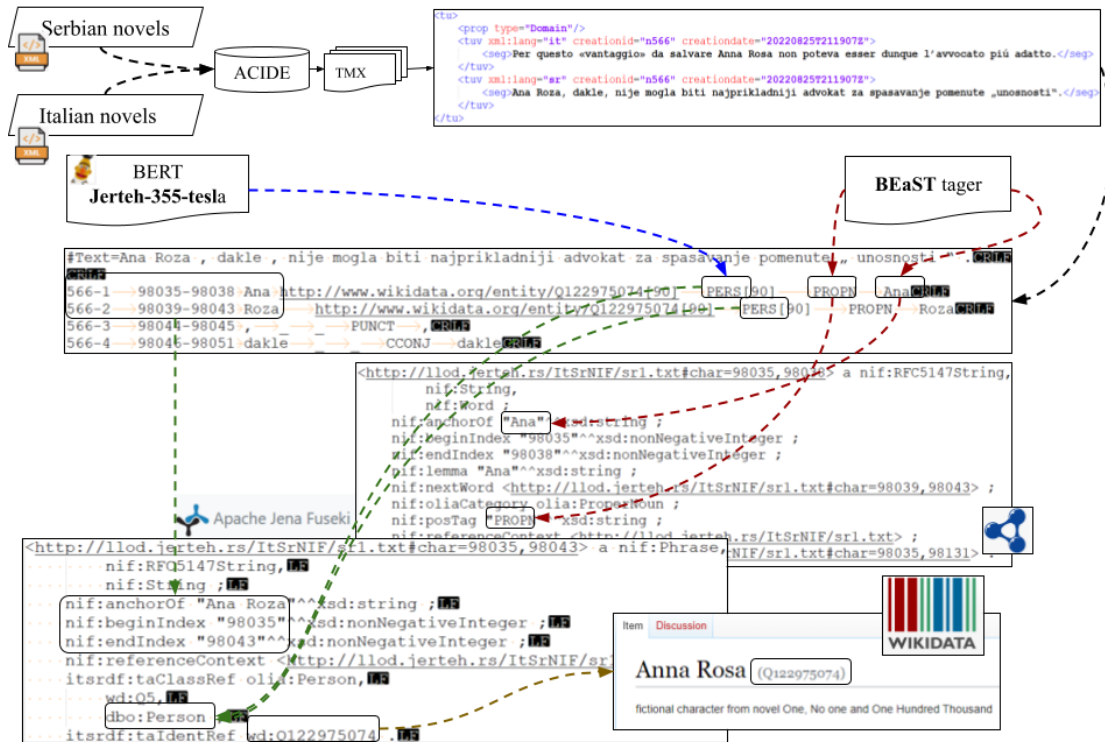 Serbian novels
XML
Italian novels
XML
ACIDE
TMX
<tu>
<prop type="Domain"/>
<tuv xml:lang="it" creationid="n566" creationdate="20220825T211907Z">
<seg>Per questo «vantaggio» da salvare Anna Rosa non poteva esser dunque l’avvocato piú adatto.</seg>
</tuv>
<tuv xml:lang="sr" creationid="n566" creationdate="20220825T211907Z">
<seg>Ana Roza, dakle, nije mogla biti najprikladniji advokat za spasavanje pomenute „unosnosti“.</seg>
</tuv>
</tu>
BERT
Jerteh-355-tesla
BEaST tager
#Text=Ana Roza , dakle , nije mogla biti najprikladniji advokat za spasavanje pomenute „ unosnosti “ .CRLF
CRLF
566-1 98035-98038 Ana http://www.wikidata.org/entity/Q122975074[90] PERS[90] PROPN AnaCRLF
566-2 98039-98043 Roza http://www.wikidata.org/entity/Q122975074[90] PERS[90] PROPN RozaCRLF
566-3 98044-98045 , _ _ PUNCT ,CRLF
566-4 98046-98051 dakle _ _ CCONJ dakleCRLF
<http://llod.jerteh.rs/ItSrNIF/sr1.txt#char=98035,98038> a nif:RFC5147String,
nif:String,
nif:Word ;
nif:anchorOf "Ana"^^xsd:string ;
nif:beginIndex "98035"^^xsd:nonNegativeInteger ;
nif:endIndex "98038"^^xsd:nonNegativeInteger ;
nif:lemma "Ana"^^xsd:string ;
nif:nextWord <http://llod.jerteh.rs/ItSrNIF/sr1.txt#char=98039,98043> ;
nif:oliaCategory olia:ProperNoun ;
nif:posTag "PROPN" xsd:string ;
nif:referenceContext <http://llod.jerteh.rs/ItSrNIF/sr1.txt> ;
rNIF/sr1.txt#char=98035,98131> ;
Apache Jena Fuseki
<http://llod.jerteh.rs/ItSrNIF/sr1.txt#char=98035,98043> a nif:Phrase,
nif:RFC5147String,LF
nif:String ;LF
nif:anchorOf "Ana Roza"^^xsd:string ;LF
nif:beginIndex "98035"^^xsd:nonNegativeInteger ;LF
nif:endIndex "98043"^^xsd:nonNegativeInteger ;LF
nif:referenceContext <http://llod.jerteh.rs/ItSrNIF/sr1
itsrdf:taClassRef olia:Person,LF
wd:Q5,LF
dbo:Person ;LF
itsrdf:taIdentRef wd:Q122975074 .LF
WIKIDATA
Item Discussion
Anna Rosa (Q122975074)
fictional character from novel One, No one and One Hundred Thousand